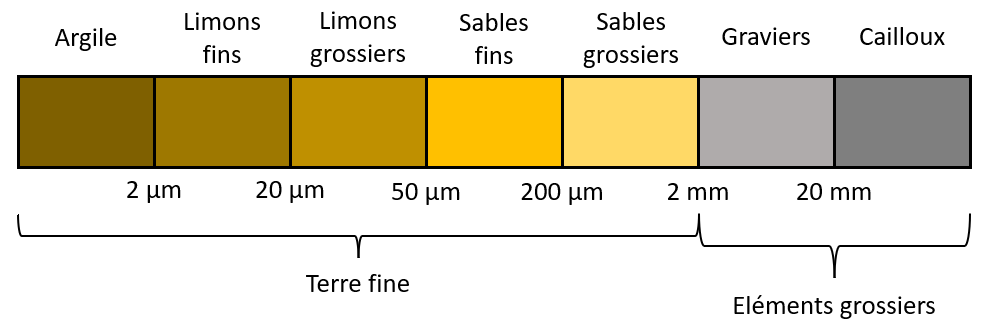 Argile
Limons
fins
Limons
grossiers
Sables
fins
Sables
grossiers
Graviers
Cailloux
2 µm
20 µm
50 µm
200 µm
2 mm
20 mm
Terre fine
Eléments grossiers